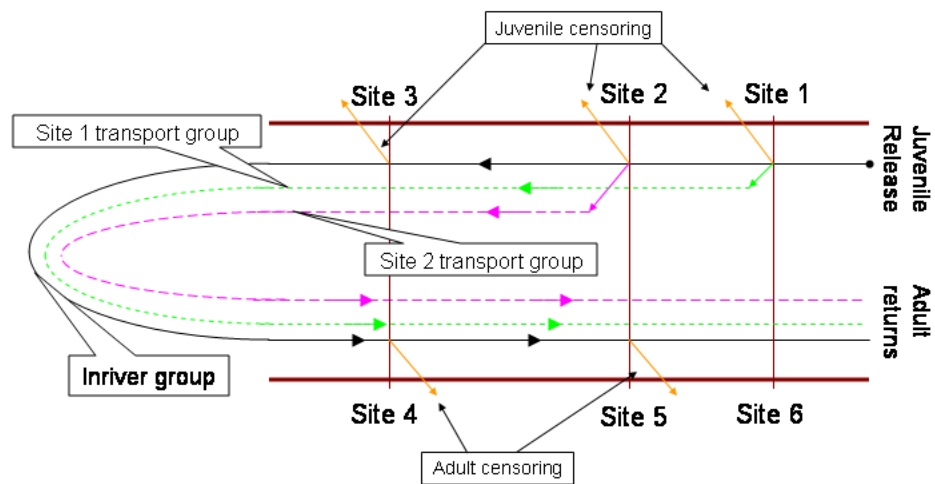 Juvenile censoring
Site 3
Site 2
Site 1
Site 1 transport group
Juvenile
Release
Site 2 transport group
Adult
returns
Inriver group
Site 4
Site 5
Site 6
Adult censoring